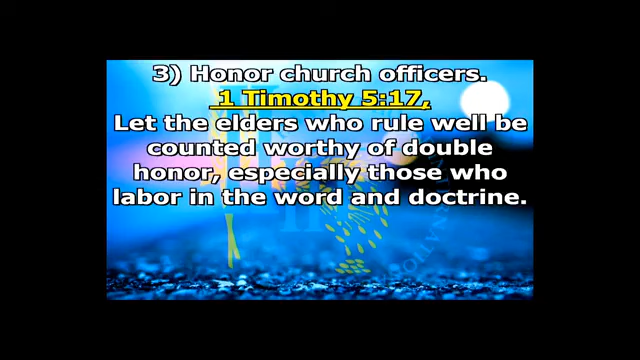 3) Honor church officers.
1 Timothy 5:17,
Let the elders who rule well be
counted worthy of double
honor, especially those who
labor in the word and doctrine.